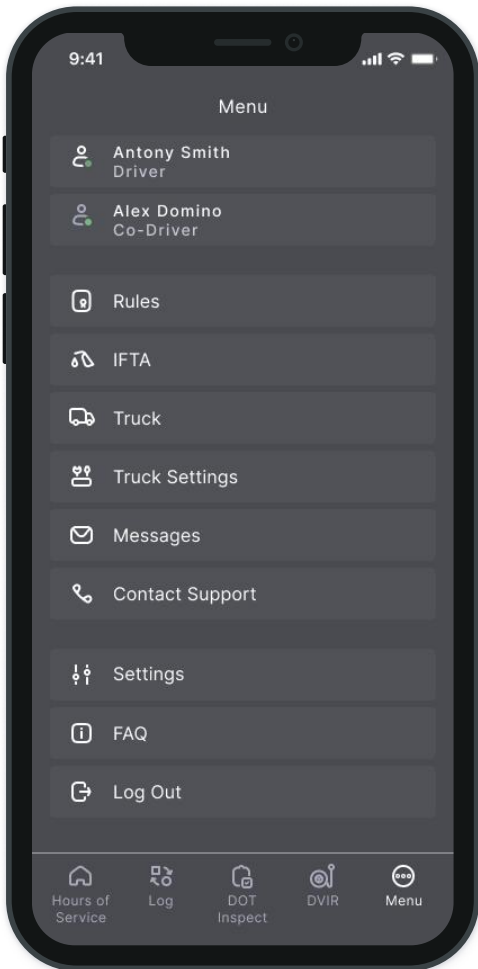 9:41
Menu
Antony Smith
Driver
Alex Domino
Co-Driver
Rules
IFTA
Truck
Truck Settings
Messages
Contact Support
Settings
FAQ
Log Out
Hours of
Service
Log
DOT
Inspect
DVIR
Menu